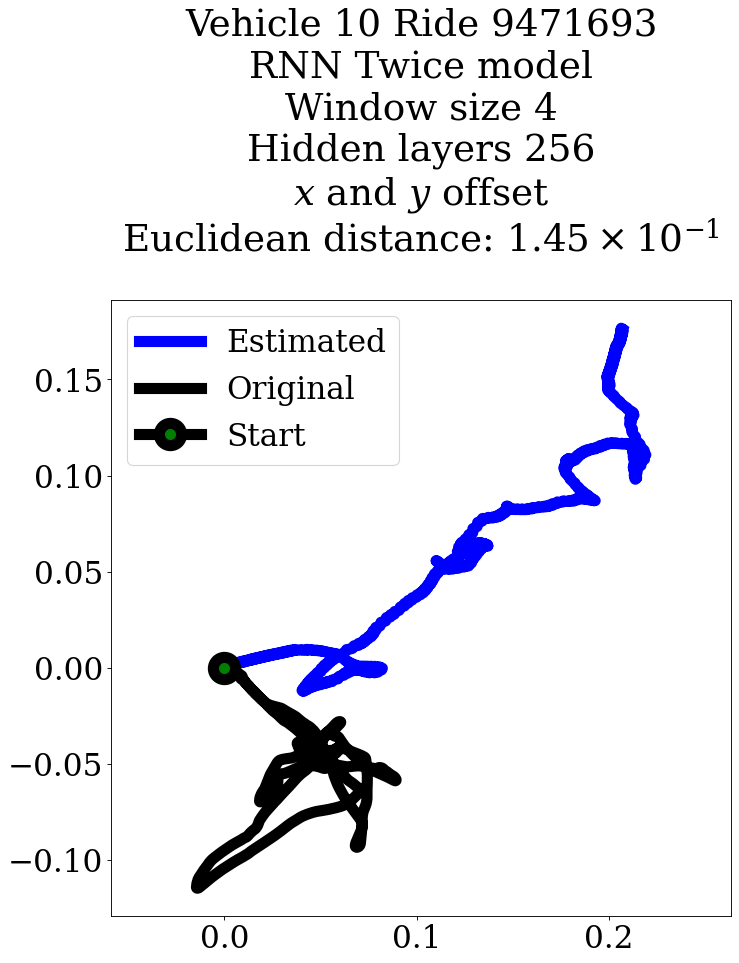 Vehicle 10 Ride 9471693
RNN Twice model
Window size 4
Hidden layers 256
x and y offset
Euclidean distance: 1.45 × 10⁻¹
Estimated
Original
Start
0.15
0.10
0.05
0.00
−0.05
−0.10
0.0 0.1 0.2